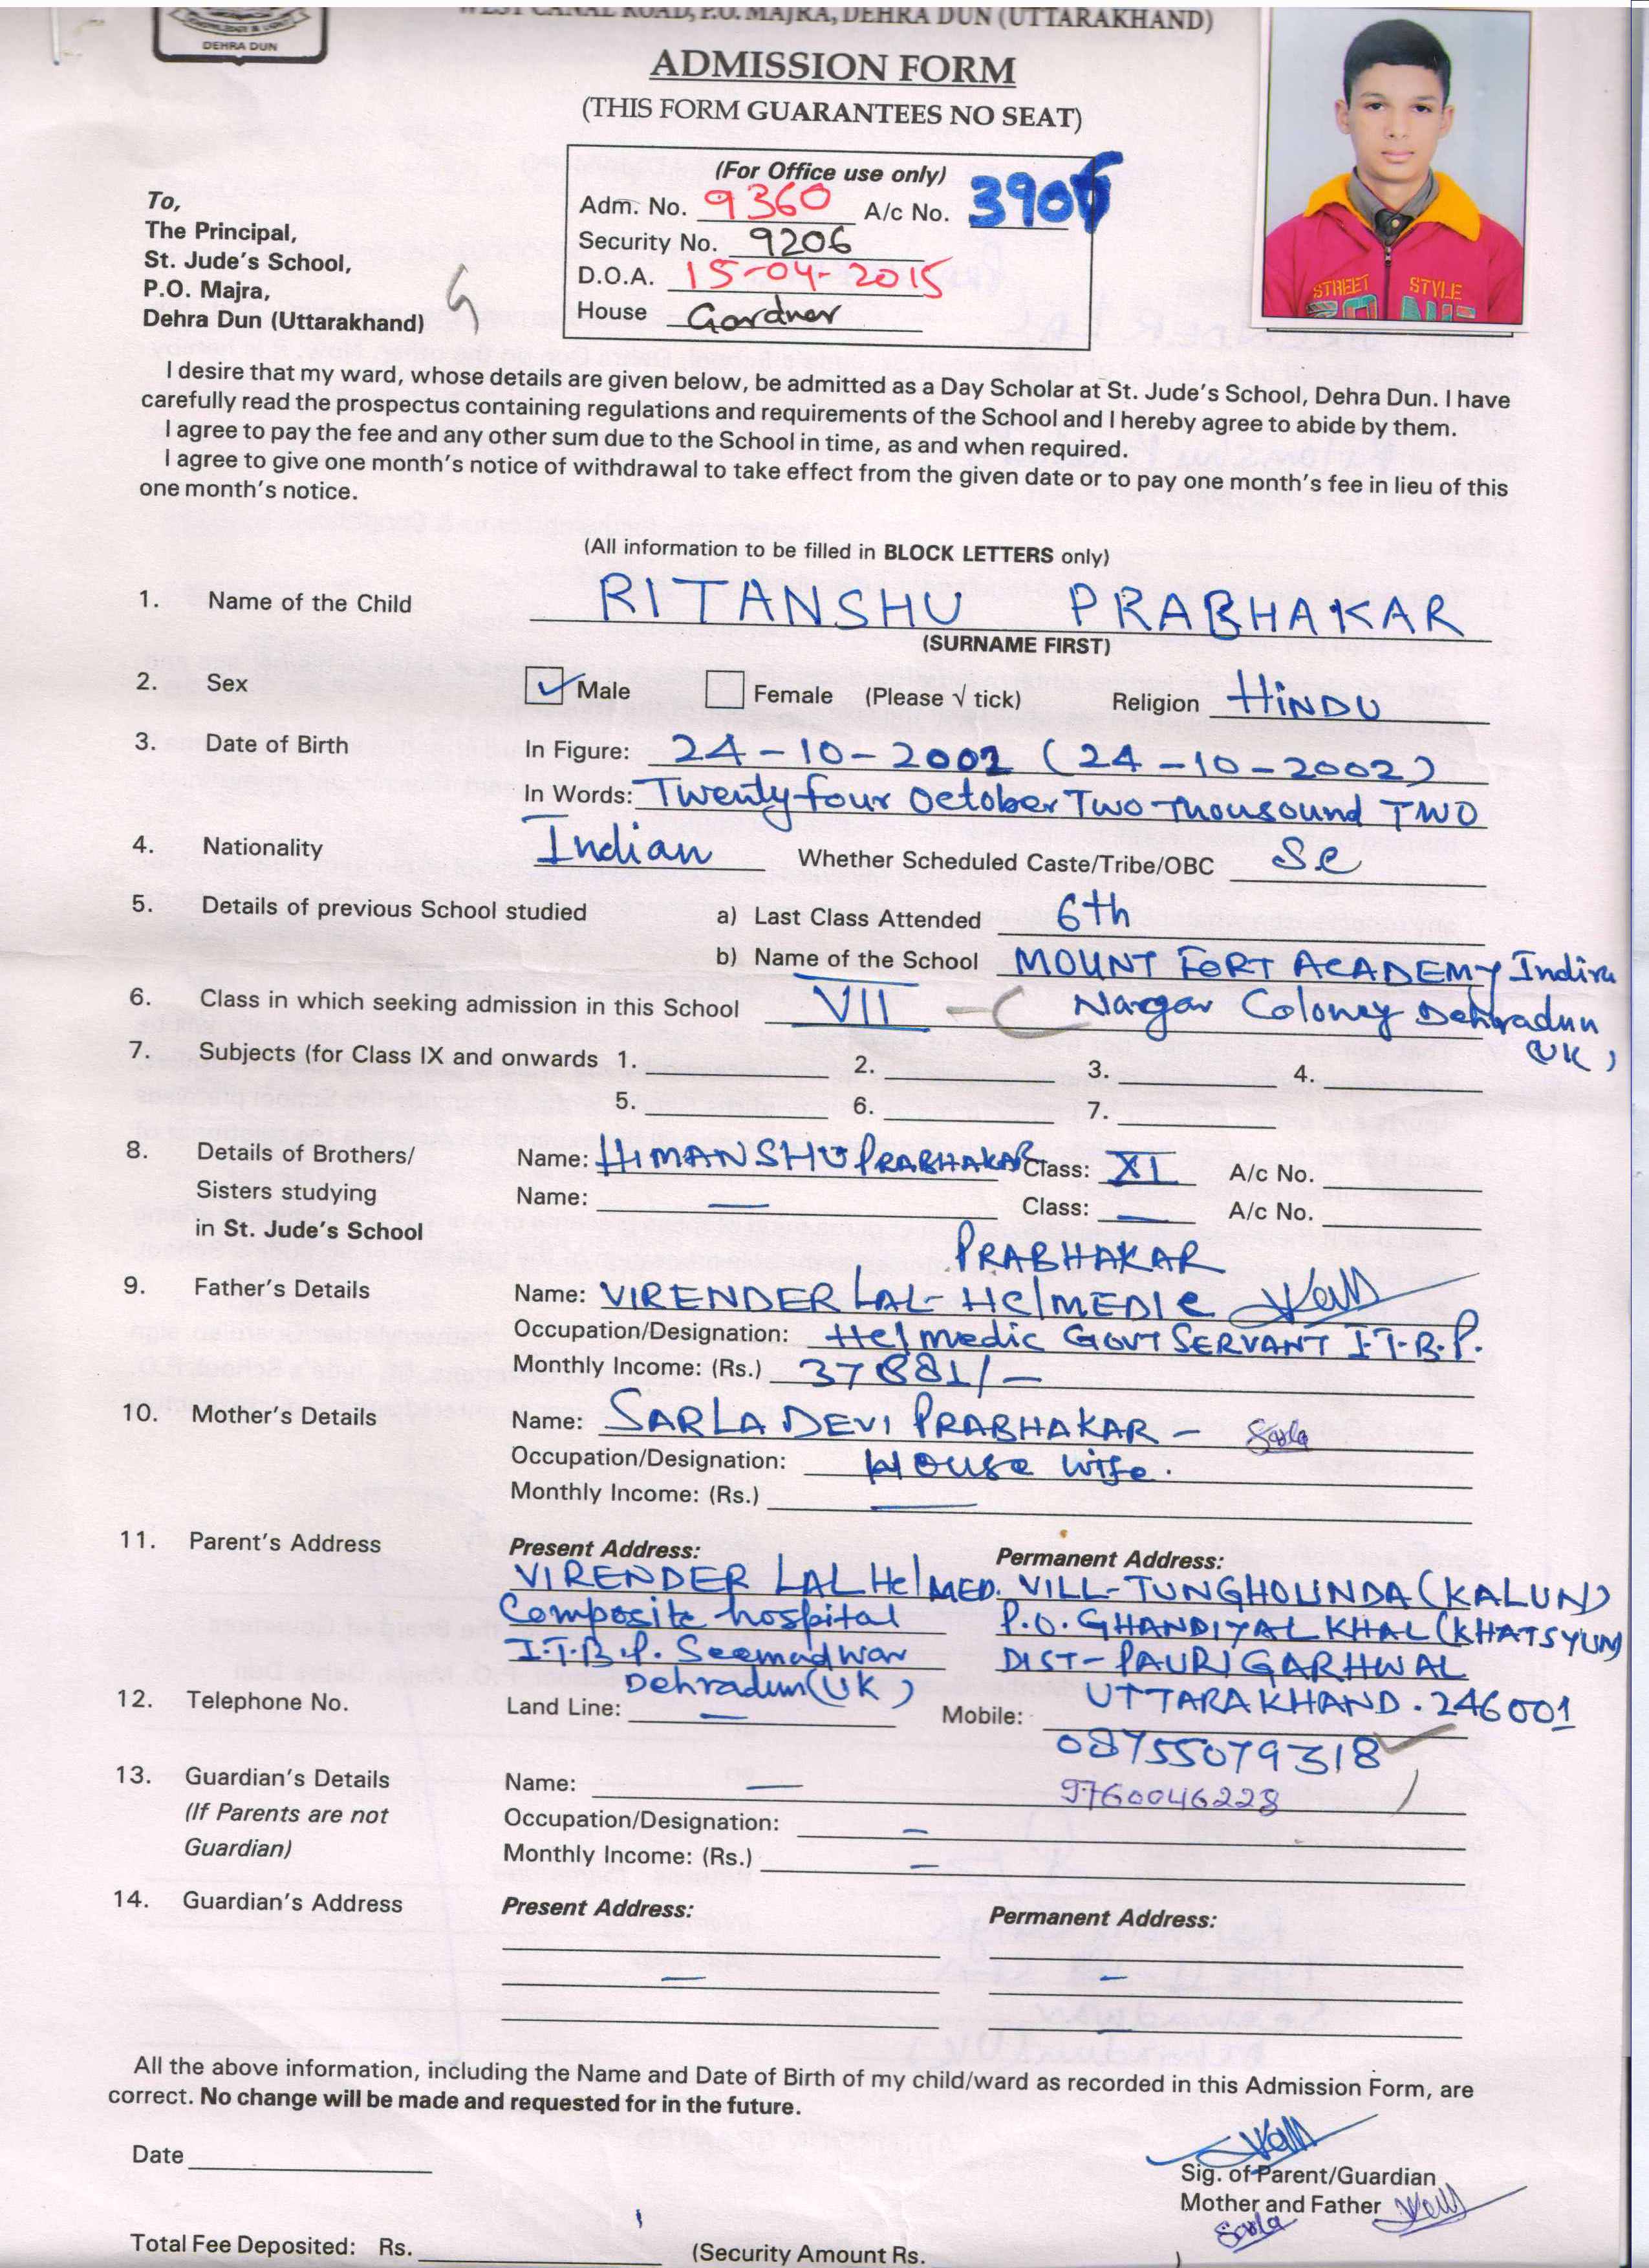 WEST CANAL ROAD, P.O. MAJRA, DEHRA DUN (UTTARAKHAND)
DEHRA DUN
ADMISSION FORM
(THIS FORM GUARANTEES NO SEAT)
(For Office use only)
Adm. No. 9360 A/c No.
Security No. 9206
D.O.A. 15-04-2015
House Gardner
To,
The Principal,
St. Jude's School,
P.O. Majra,
Dehra Dun (Uttarakhand)
STREET STYLE
I desire that my ward, whose details are given below, be admitted as a Day Scholar at St. Jude's School, Dehra Dun. I have
carefully read the prospectus containing regulations and requirements of the School and I hereby agree to abide by them.
I agree to pay the fee and any other sum due to the School in time, as and when required.
I agree to give one month's notice of withdrawal to take effect from the given date or to pay one month's fee in lieu of this
one month's notice.
(All information to be filled in BLOCK LETTERS only)
1. Name of the Child RITANSHU PRABHAKAR
(SURNAME FIRST)
2. Sex Male Female (Please √ tick) Religion HiNDU
3. Date of Birth In Figure: 24-10-2002 (24-10-2002)
In Words: Twenty four October Two Thousound TWO
4. Nationality Indian Whether Scheduled Caste/Tribe/OBC Sc
5. Details of previous School studied a) Last Class Attended 6th
b) Name of the School MOUNT FORT ACADEMY Indira
6. Class in which seeking admission in this School VII - C Nargar Coloney Dehradun
(UK)
7. Subjects (for Class IX and onwards 1. 2. 3. 4.
5. 6. 7.
8. Details of Brothers/ Name: HIMANSHU PRABHAKAR Class: XI A/c No.
Sisters studying Name: — Class: — A/c No.
in St. Jude's School
PRABHAKAR
9. Father's Details Name: VIRENDER LAL- HC/MEDIC
Occupation/Designation: HC/medic GOVT SERVANT I.T.B.P.
Monthly Income: (Rs.) 37881/-
10. Mother's Details Name: SARLA DEVI PRABHAKAR - Sarla
Occupation/Designation: House wife.
Monthly Income: (Rs.) —
11. Parent's Address Present Address: Permanent Address:
VIRENDER LAL HC/MED. VILL-TUNGHOUNDA (KALUN)
Composite hospital P.O. GHANDIYAL KHAL (KHATSYUN)
I.T.B.P. Seemadwar DIST-PAURI GARHWAL
Dehradun (UK) UTTARAKHAND. 246001
12. Telephone No. Land Line: — Mobile:
08755079318
13. Guardian's Details Name: — 9760046228
(If Parents are not Occupation/Designation: —
Guardian) Monthly Income: (Rs.) —
14. Guardian's Address Present Address: Permanent Address:
— —
All the above information, including the Name and Date of Birth of my child/ward as recorded in this Admission Form, are
correct. No change will be made and requested for in the future.
Date
Sig. of Parent/Guardian
Mother and Father
Sarla
Total Fee Deposited: Rs. (Security Amount Rs. )